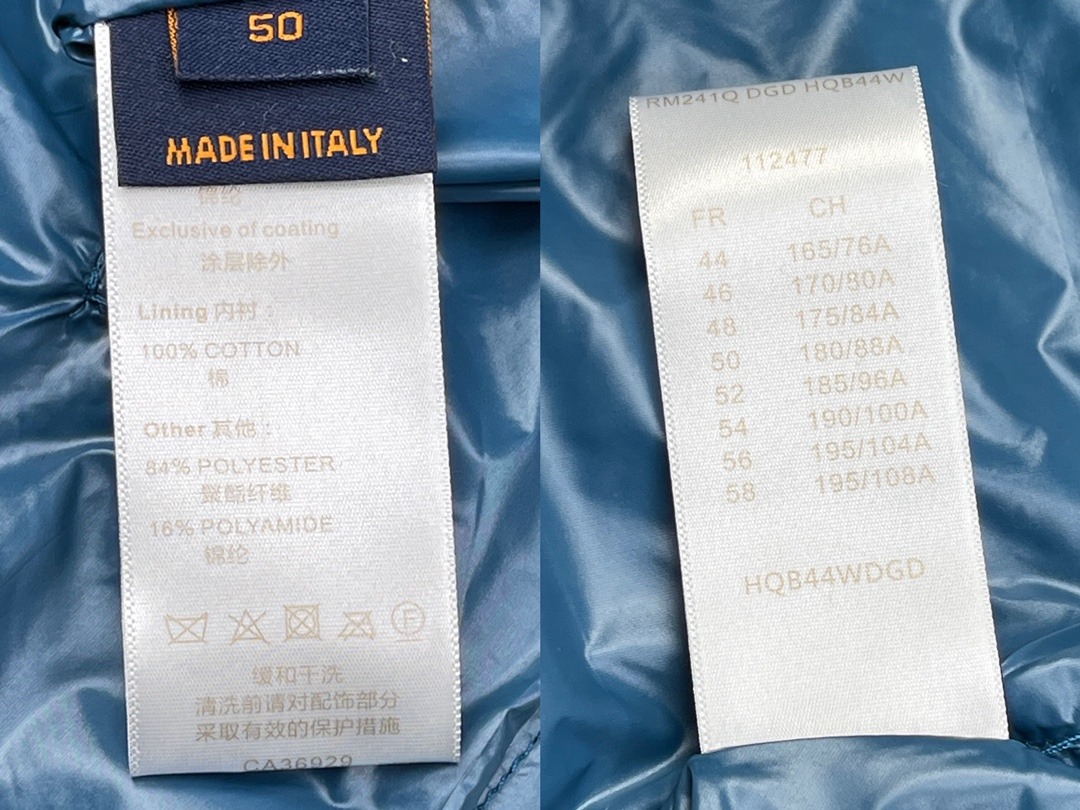 50
MADE IN ITALY
锦纶
Exclusive of coating
涂层除外
Lining 内衬：
100% COTTON
棉
Other 其他：
84% POLYESTER
聚酯纤维
16% POLYAMIDE
锦纶
F
缓和干洗
清洗前请对配饰部分
采取有效的保护措施
CA36929
RM241Q DGD HQB44W
112477
FR CH
44 165/76A
46 170/80A
48 175/84A
50 180/88A
52 185/96A
54 190/100A
56 195/104A
58 195/108A
HQB44WDGD